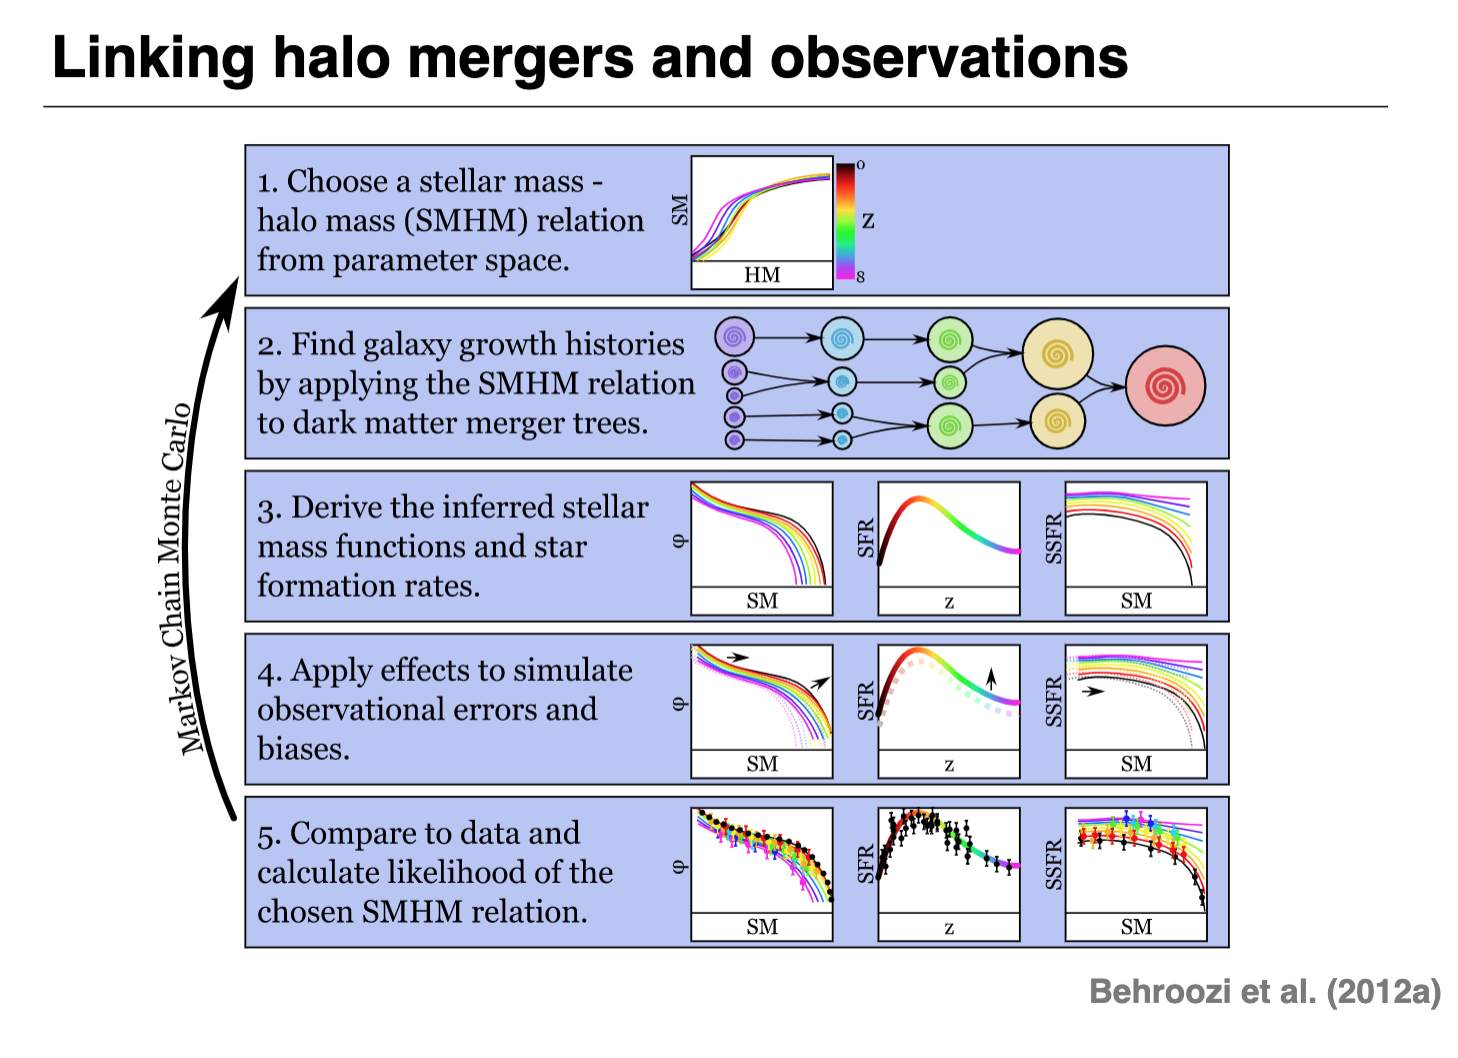 Linking halo mergers and observations
1. Choose a stellar mass -
halo mass (SMHM) relation
from parameter space.
SM
HM
0
z
8
2. Find galaxy growth histories
by applying the SMHM relation
to dark matter merger trees.
3. Derive the inferred stellar
mass functions and star
formation rates.
φ
SM
SFR
z
SSFR
SM
4. Apply effects to simulate
observational errors and
biases.
φ
SM
SFR
z
SSFR
SM
5. Compare to data and
calculate likelihood of the
chosen SMHM relation.
φ
SM
SFR
z
SSFR
SM
Markov Chain Monte Carlo
Behroozi et al. (2012a)